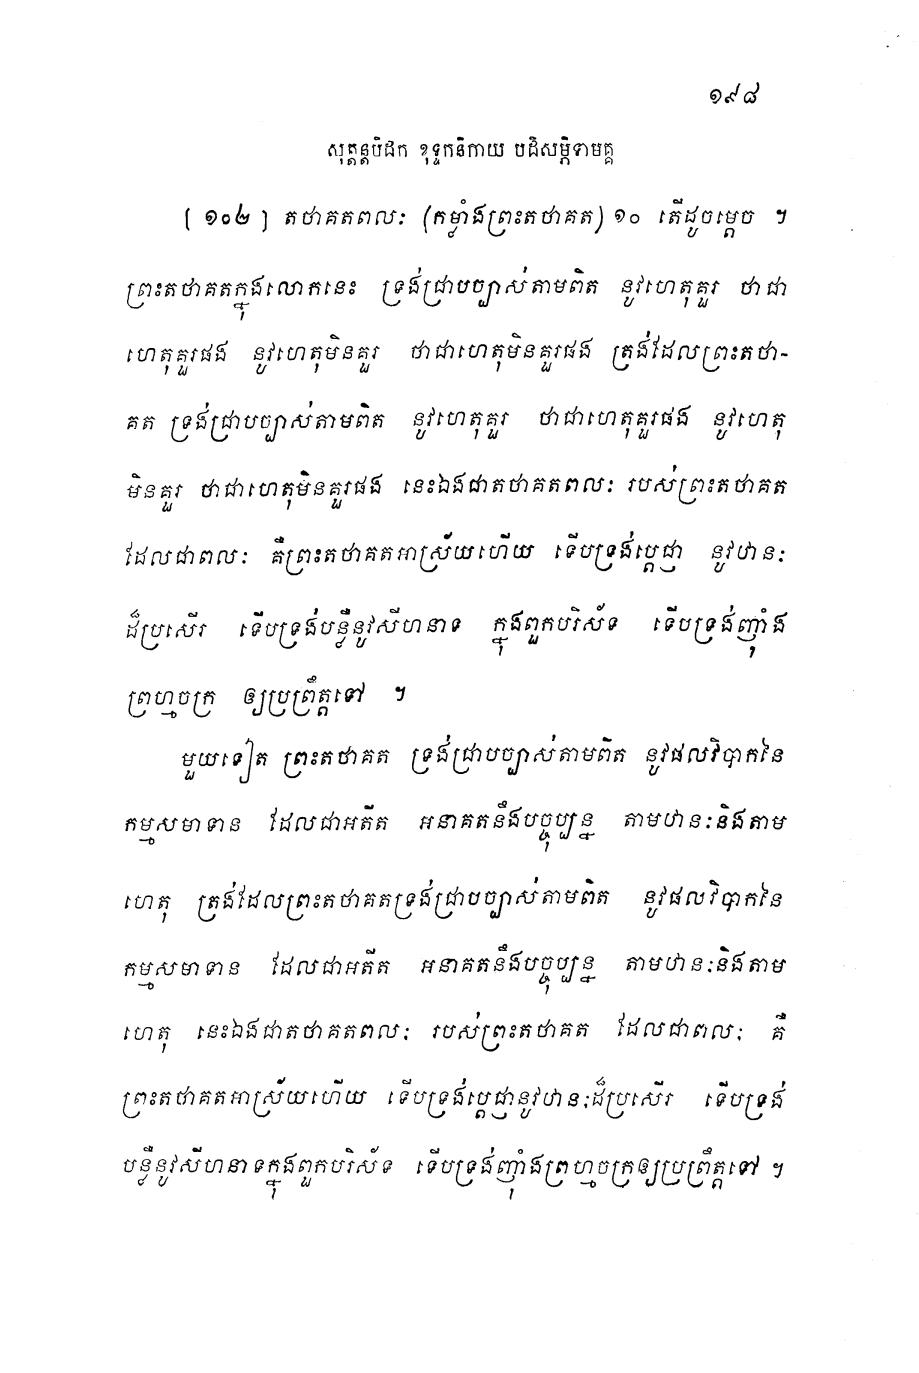 ១៩៨
សុត្តន្តបិដក ខុទ្ទកនិកាយ បដិសម្ភិទាមគ្គ
[ ១០២ ] តថាគតពលៈ (កម្លាំងព្រះតថាគត) ១០ តើដូចម្តេច ។
ព្រះតថាគតក្នុងលោកនេះ ទ្រង់ជ្រាបច្បាស់តាមពិត នូវហេតុគួរ ថាជា
ហេតុគួរផង នូវហេតុមិនគួរ ថាជាហេតុមិនគួរផង ត្រង់ដែលព្រះតថា-
គត ទ្រង់ជ្រាបច្បាស់តាមពិត នូវហេតុគួរ ថាជាហេតុគួរផង នូវហេតុ
មិនគួរ ថាជាហេតុមិនគួរផង នេះឯងជាតថាគតពលៈ របស់ព្រះតថាគត
ដែលជាពលៈ គឺព្រះតថាគតអាស្រ័យហើយ ទើបទ្រង់ប្តេជ្ញា នូវឋានៈ
ដ៏ប្រសើរ ទើបទ្រង់បន្លឺនូវសីហនាទ ក្នុងពួកបរិស័ទ ទើបទ្រង់ញ៉ាំង
ព្រហ្មចក្រ ឲ្យប្រព្រឹត្តទៅ ។
មួយទៀត ព្រះតថាគត ទ្រង់ជ្រាបច្បាស់តាមពិត នូវផលវិបាកនៃ
កម្មសមាទាន ដែលជាអតីត អនាគតនឹងបច្ចុប្បន្ន តាមឋានៈនិងតាម
ហេតុ ត្រង់ដែលព្រះតថាគតទ្រង់ជ្រាបច្បាស់តាមពិត នូវផលវិបាកនៃ
កម្មសមាទាន ដែលជាអតីត អនាគតនឹងបច្ចុប្បន្ន តាមឋានៈនិងតាម
ហេតុ នេះឯងជាតថាគតពលៈ របស់ព្រះតថាគត ដែលជាពលៈ គឺ
ព្រះតថាគតអាស្រ័យហើយ ទើបទ្រង់ប្តេជ្ញានូវឋានៈដ៏ប្រសើរ ទើបទ្រង់
បន្លឺនូវសីហនាទក្នុងពួកបរិស័ទ ទើបទ្រង់ញ៉ាំងព្រហ្មចក្រឲ្យប្រព្រឹត្តទៅ ។